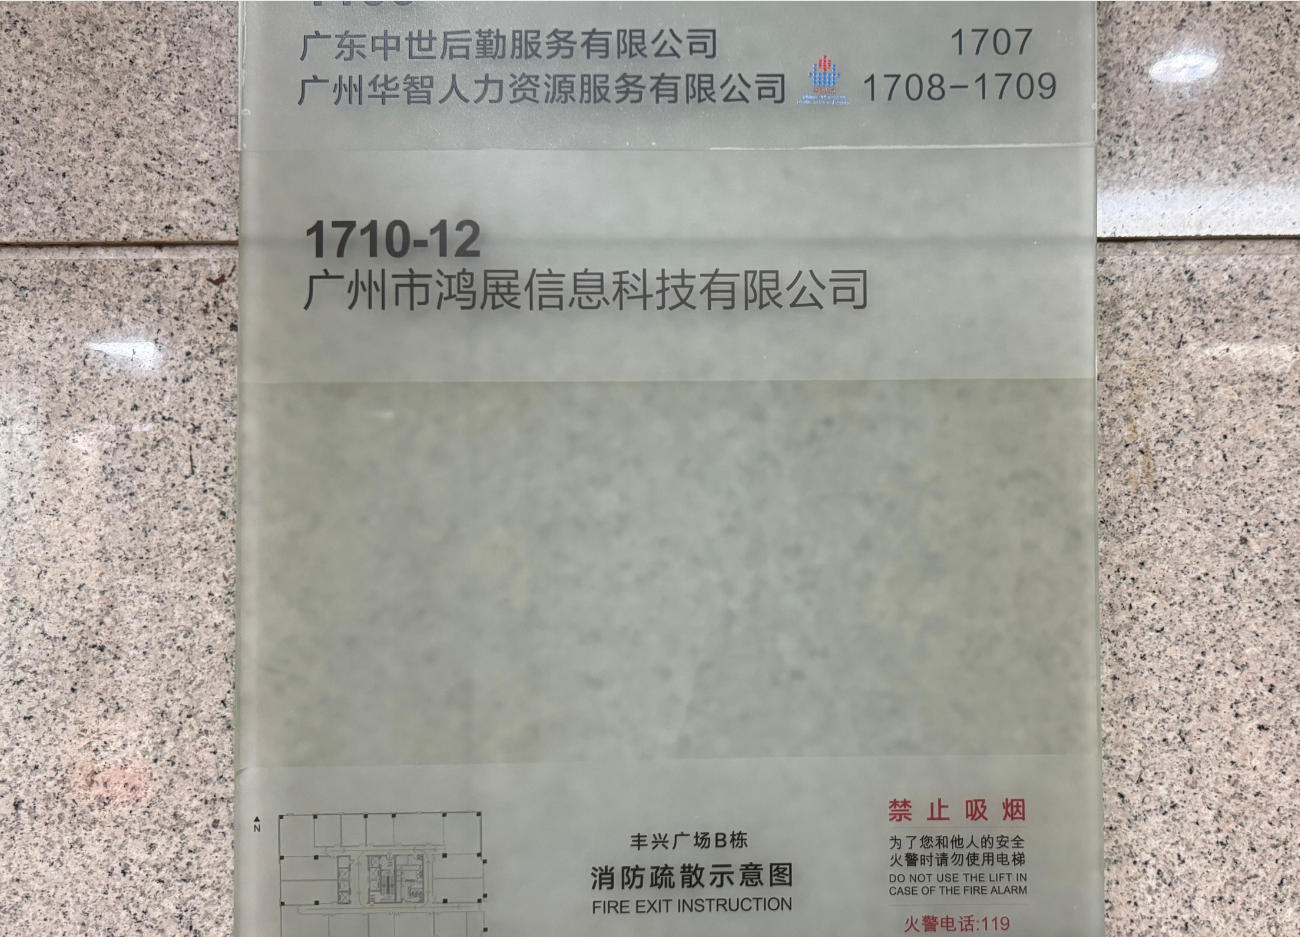 广东中世后勤服务有限公司 1707
广州华智人力资源服务有限公司 1708-1709
1710-12
广州市鸿展信息科技有限公司
N
丰兴广场B栋
消防疏散示意图
FIRE EXIT INSTRUCTION
禁止吸烟
为了您和他人的安全
火警时请勿使用电梯
DO NOT USE THE LIFT IN
CASE OF THE FIRE ALARM
火警电话:119